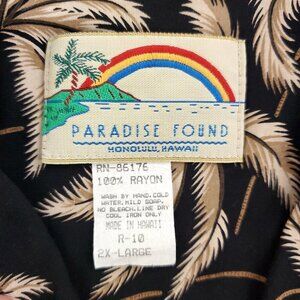 PARADISE FOUND
HONOLULU, HAWAII
RN-86176
100% RAYON
WASH BY HAND, COLD
WATER, MILD SOAP.
NO BLEACH. LINE DRY
COOL IRON ONLY
MADE IN HAWAII
R-10
2X-LARGE